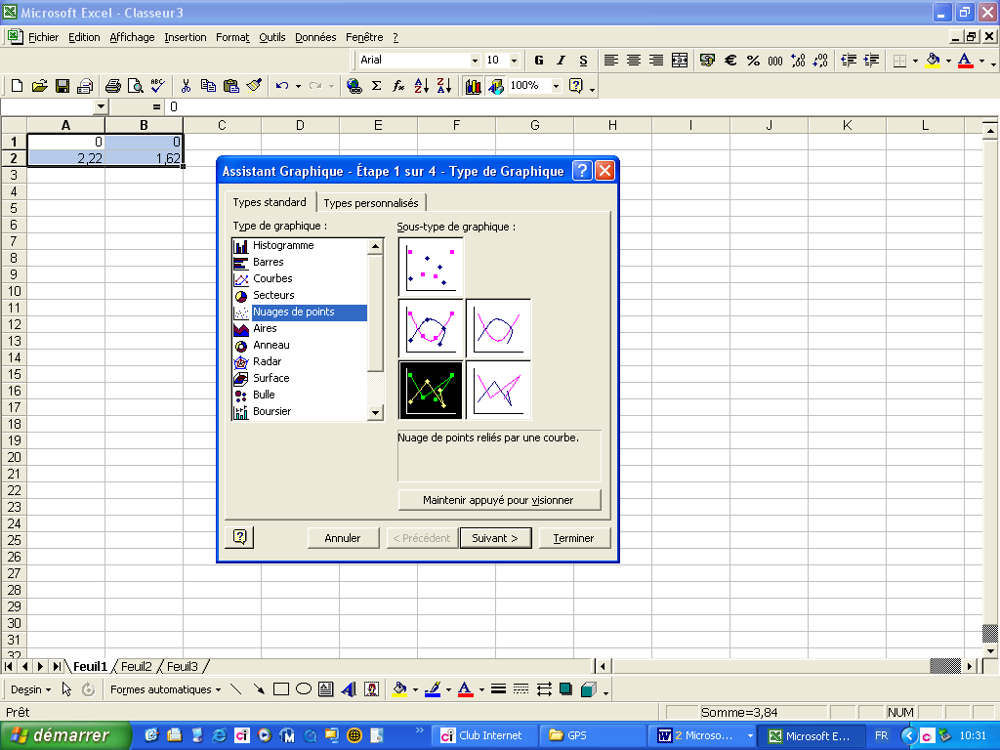 Microsoft Excel - Classeur3
Fichier Edition Affichage Insertion Format Outils Données Fenêtre ?
Arial 10 G I S € % 000
100%
= 0
A B C D E F G H I J K L
1 0 0
2 2,22 1,62
3
4
5
6
7
8
9
10
11
12
13
14
15
16
17
18
19
20
21
22
23
24
25
26
27
28
29
30
31
32
Assistant Graphique - Étape 1 sur 4 - Type de Graphique
Types standard Types personnalisés
Type de graphique :
Histogramme
Barres
Courbes
Secteurs
Nuages de points
Aires
Anneau
Radar
Surface
Bulle
Boursier
Sous-type de graphique :
Nuage de points reliés par une courbe.
Maintenir appuyé pour visionner
Annuler < Précédent Suivant > Terminer
Feuil1 Feuil2 Feuil3
Dessin Formes automatiques
Prêt Somme=3,84 NUM
démarrer Club Internet GPS 2 Microso... Microsoft E... FR 10:31